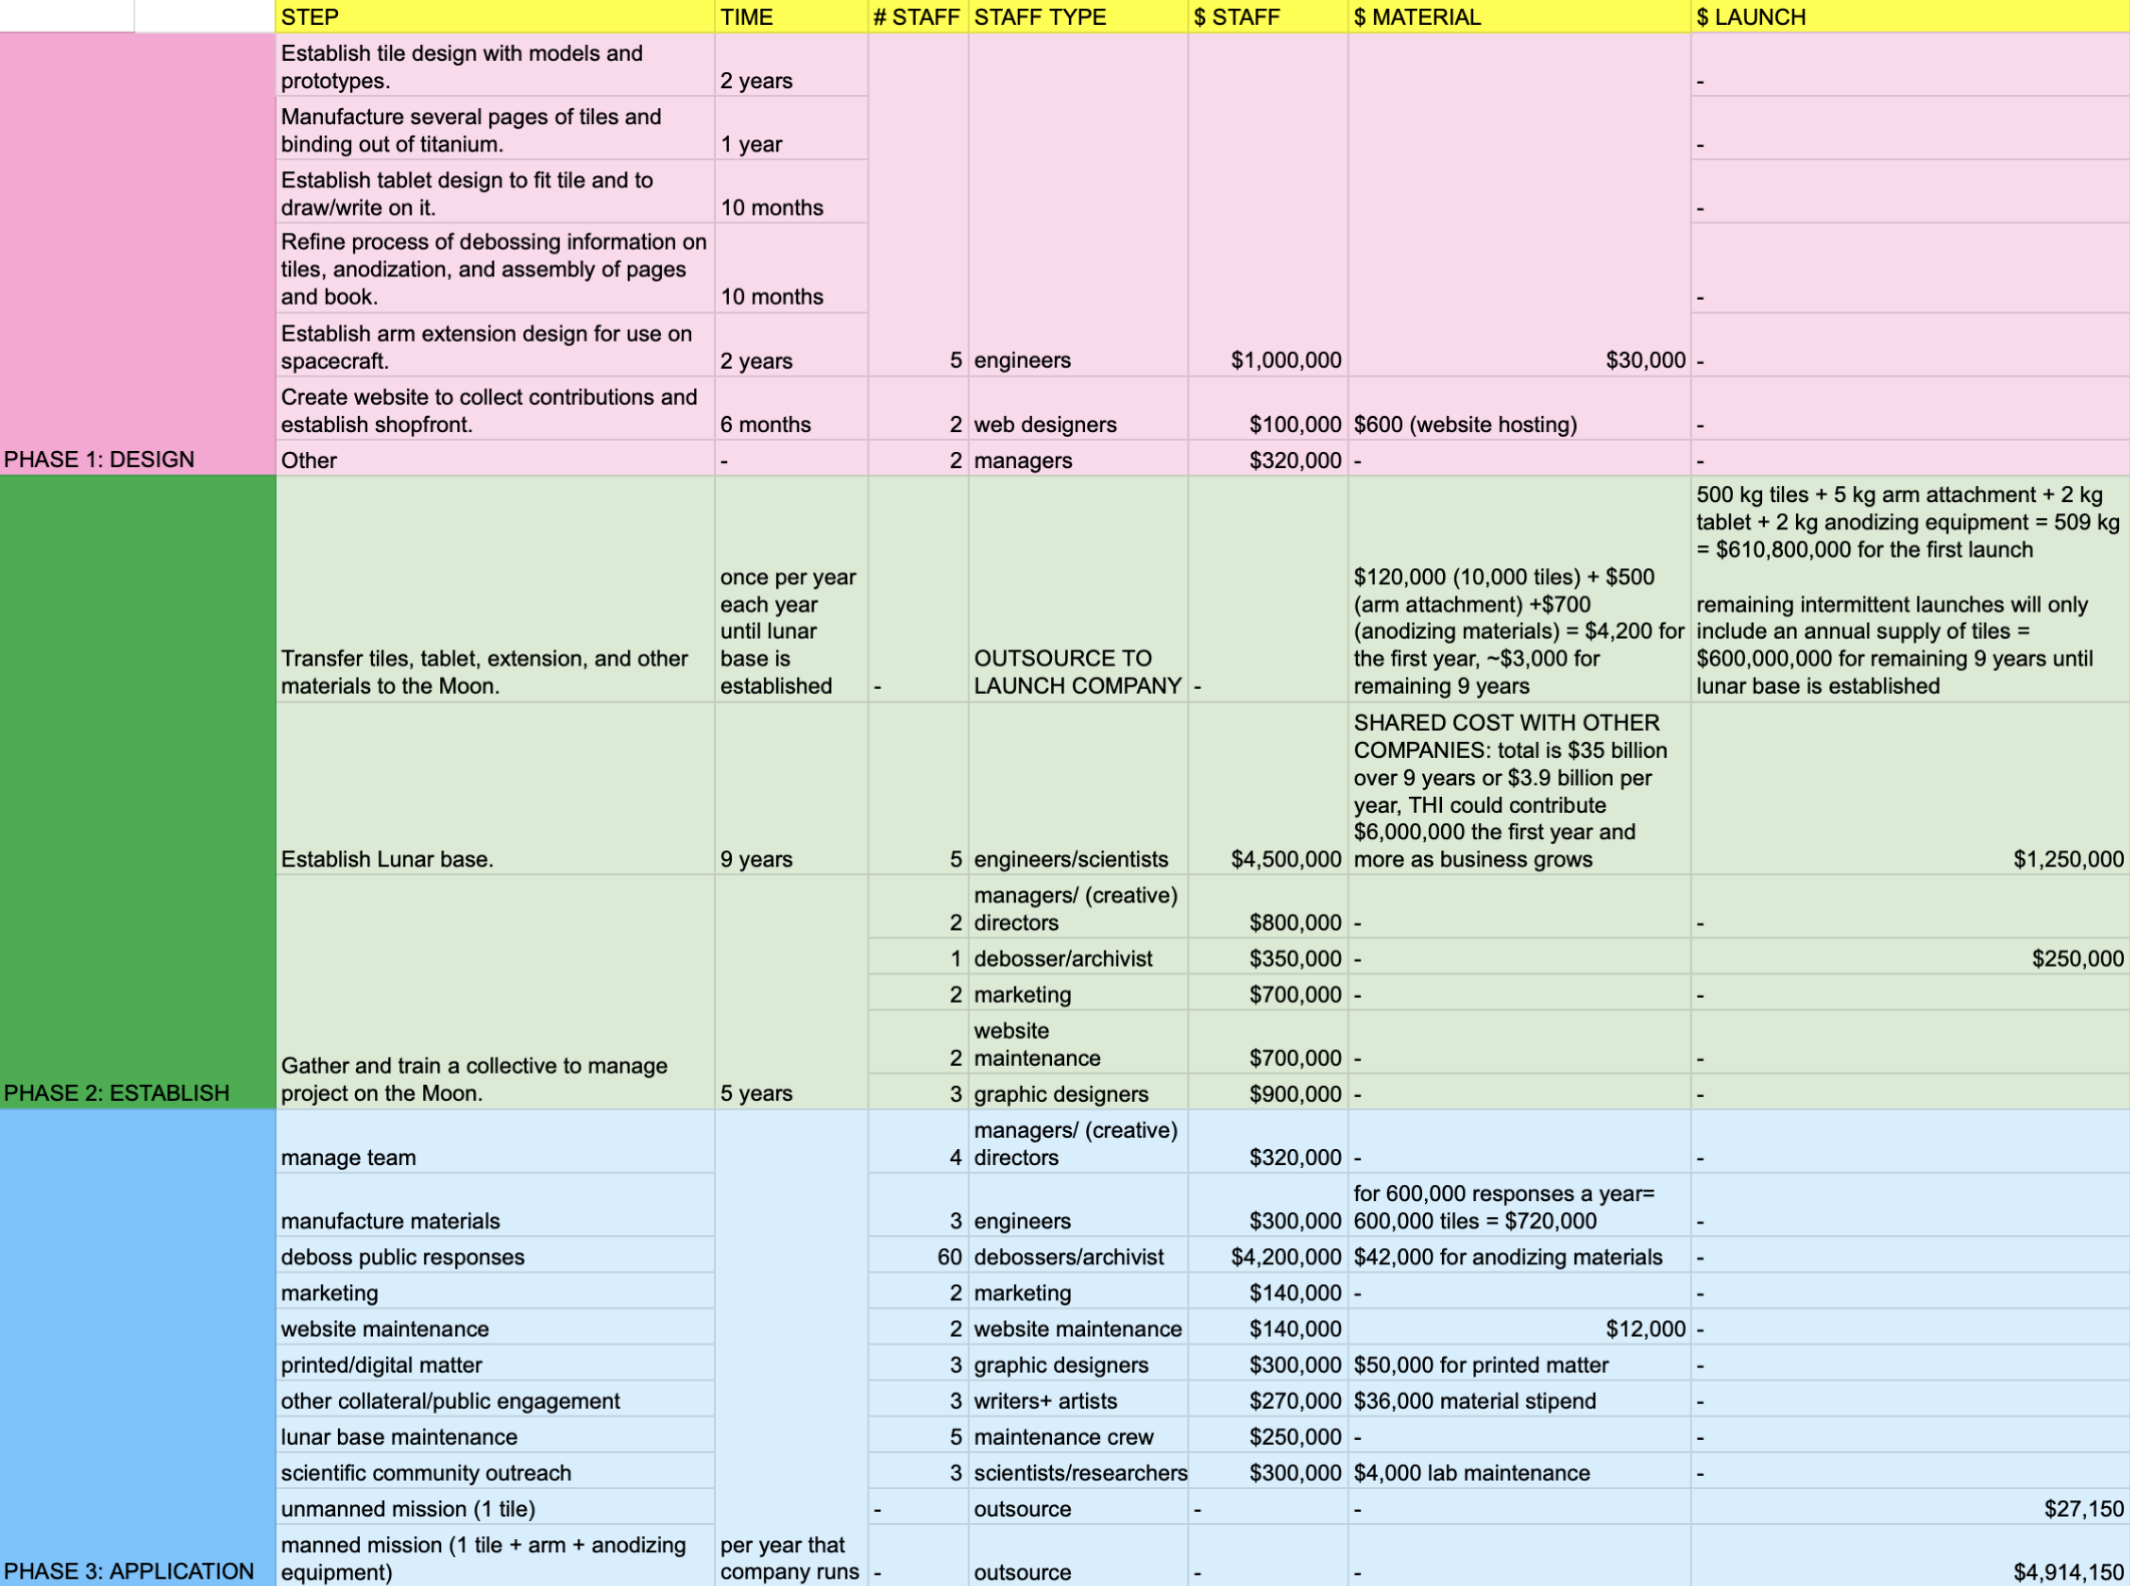 STEP TIME # STAFF STAFF TYPE $ STAFF $ MATERIAL $ LAUNCH
PHASE 1: DESIGN
Establish tile design with models and
prototypes.
2 years
-
Manufacture several pages of tiles and
binding out of titanium.
1 year
-
Establish tablet design to fit tile and to
draw/write on it.
10 months
-
Refine process of debossing information on
tiles, anodization, and assembly of pages
and book.
10 months
-
Establish arm extension design for use on
spacecraft.
2 years
5 engineers
$1,000,000
$30,000
-
Create website to collect contributions and
establish shopfront.
6 months
2 web designers
$100,000
$600 (website hosting)
-
Other
-
2 managers
$320,000
-
-
PHASE 2: ESTABLISH
Transfer tiles, tablet, extension, and other
materials to the Moon.
once per year
each year
until lunar
base is
established
-
OUTSOURCE TO
LAUNCH COMPANY
-
$120,000 (10,000 tiles) + $500
(arm attachment) +$700
(anodizing materials) = $4,200 for
the first year, ~$3,000 for
remaining 9 years
500 kg tiles + 5 kg arm attachment + 2 kg
tablet + 2 kg anodizing equipment = 509 kg
= $610,800,000 for the first launch
remaining intermittent launches will only
include an annual supply of tiles =
$600,000,000 for remaining 9 years until
lunar base is established
Establish Lunar base.
9 years
5 engineers/scientists
$4,500,000
SHARED COST WITH OTHER
COMPANIES: total is $35 billion
over 9 years or $3.9 billion per
year, THI could contribute
$6,000,000 the first year and
more as business grows
$1,250,000
Gather and train a collective to manage
project on the Moon.
5 years
managers/ (creative)
2 directors
$800,000
-
-
1 debosser/archivist
$350,000
-
$250,000
2 marketing
$700,000
-
-
website
2 maintenance
$700,000
-
-
3 graphic designers
$900,000
-
-
PHASE 3: APPLICATION
per year that
company runs
manage team
managers/ (creative)
4 directors
$320,000
-
-
manufacture materials
3 engineers
$300,000
for 600,000 responses a year=
600,000 tiles = $720,000
-
deboss public responses
60 debossers/archivist
$4,200,000
$42,000 for anodizing materials
-
marketing
2 marketing
$140,000
-
-
website maintenance
2 website maintenance
$140,000
$12,000
-
printed/digital matter
3 graphic designers
$300,000
$50,000 for printed matter
-
other collateral/public engagement
3 writers+ artists
$270,000
$36,000 material stipend
-
lunar base maintenance
5 maintenance crew
$250,000
-
-
scientific community outreach
3 scientists/researchers
$300,000
$4,000 lab maintenance
-
unmanned mission (1 tile)
-
outsource
-
-
$27,150
manned mission (1 tile + arm + anodizing
equipment)
-
outsource
-
-
$4,914,150